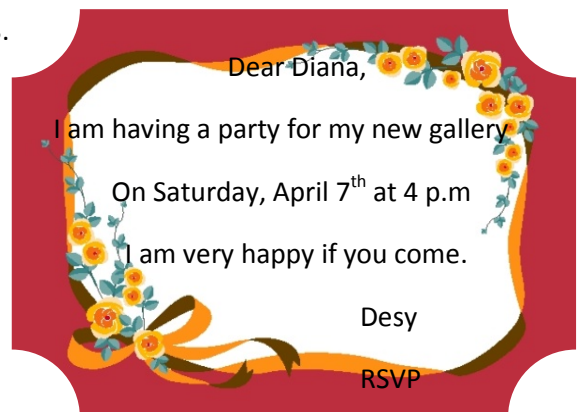 Dear Diana,
I am having a party for my new gallery
On Saturday, April 7th at 4 p.m
I am very happy if you come.
Desy
RSVP